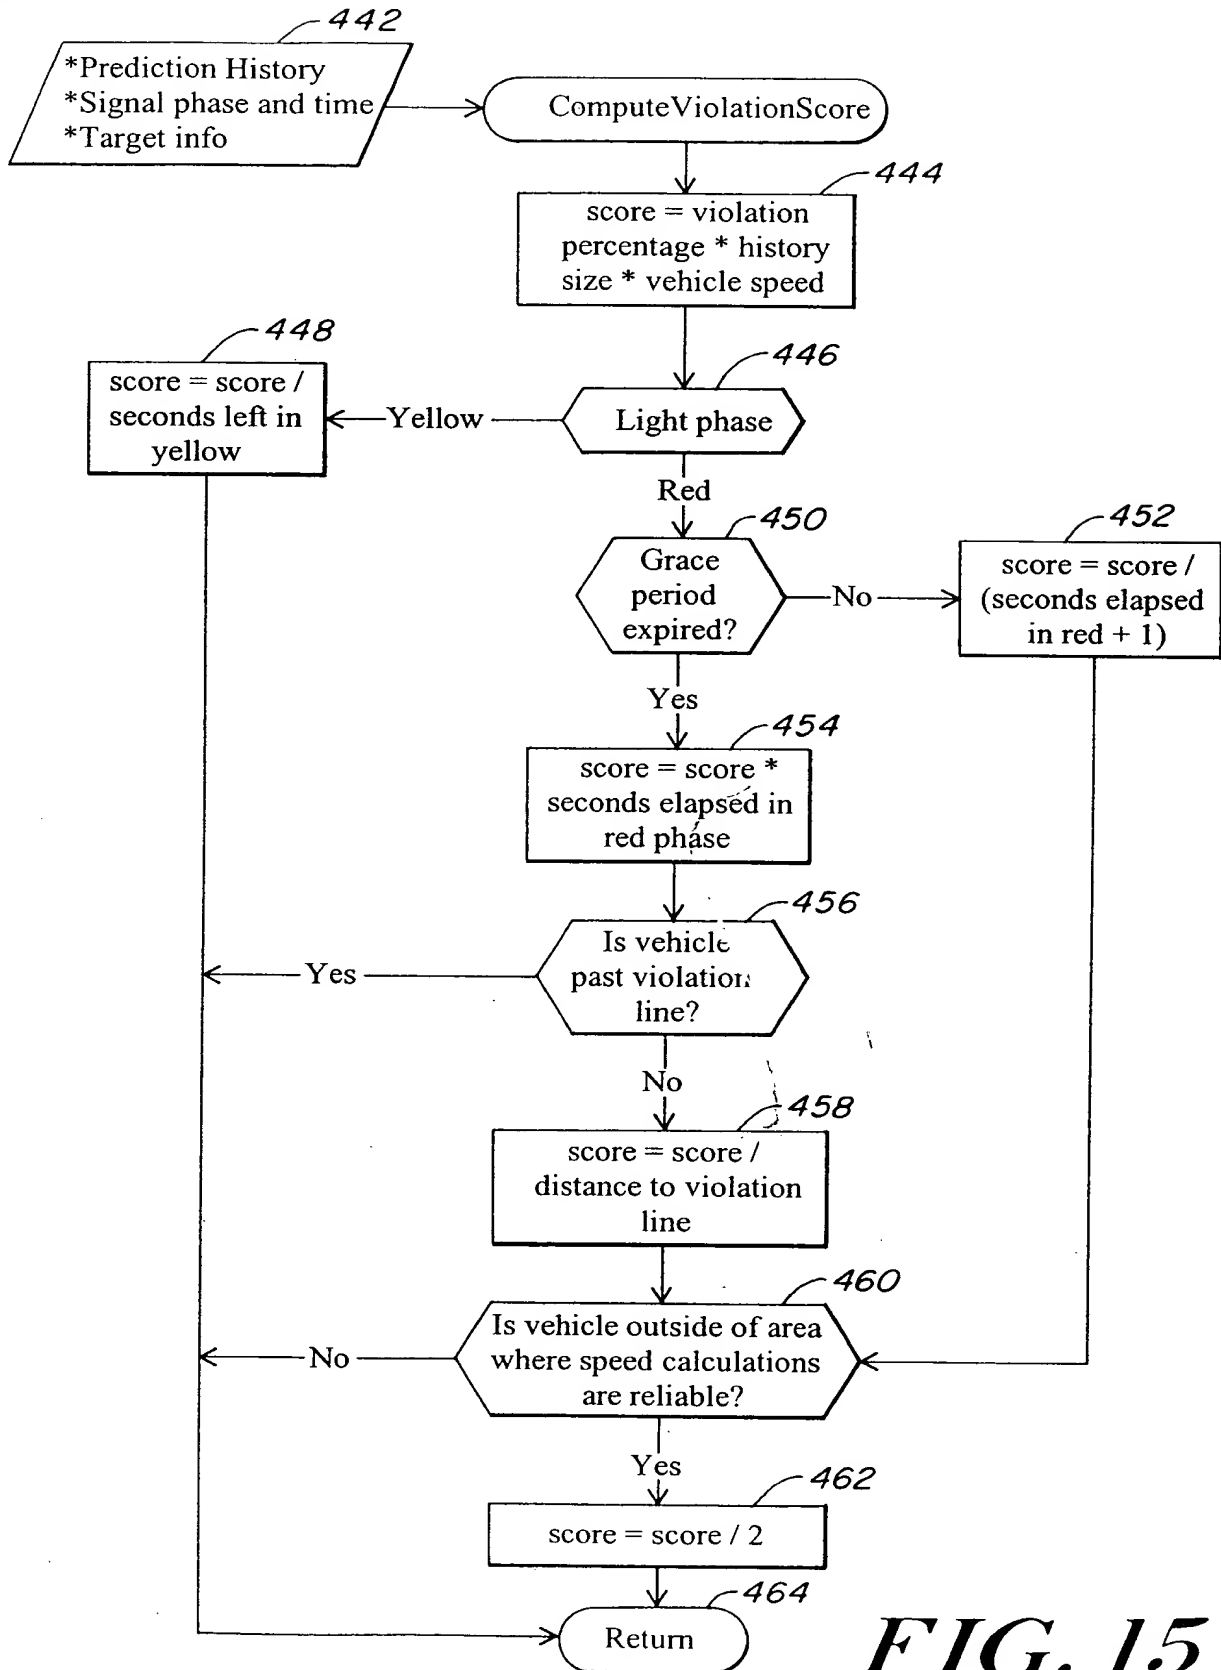 442
*Prediction History
*Signal phase and time
*Target info
ComputeViolationScore
444
score = violation
percentage * history
size * vehicle speed
448
446
score = score /
seconds left in
yellow
Yellow
Light phase
Red
450
452
Grace
period
expired?
No
score = score /
(seconds elapsed
in red + 1)
Yes
454
score = score *
seconds elapsed in
red phase
456
Is vehicle
past violation
line?
Yes
No
458
score = score /
distance to violation
line
460
Is vehicle outside of area
where speed calculations
are reliable?
No
Yes
462
score = score / 2
464
Return
FIG. 15